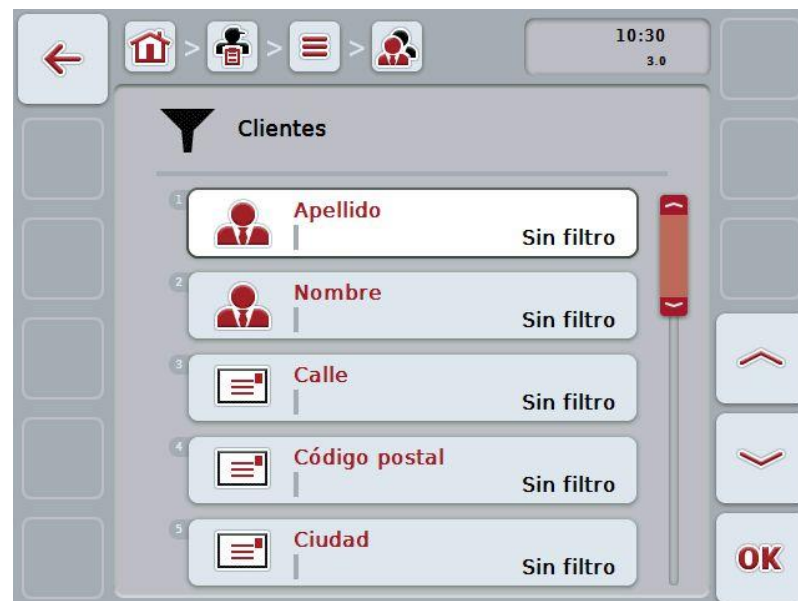 10:30
3.0
Clientes
1
Apellido
Sin filtro
2
Nombre
Sin filtro
3
Calle
Sin filtro
4
Código postal
Sin filtro
5
Ciudad
Sin filtro
OK